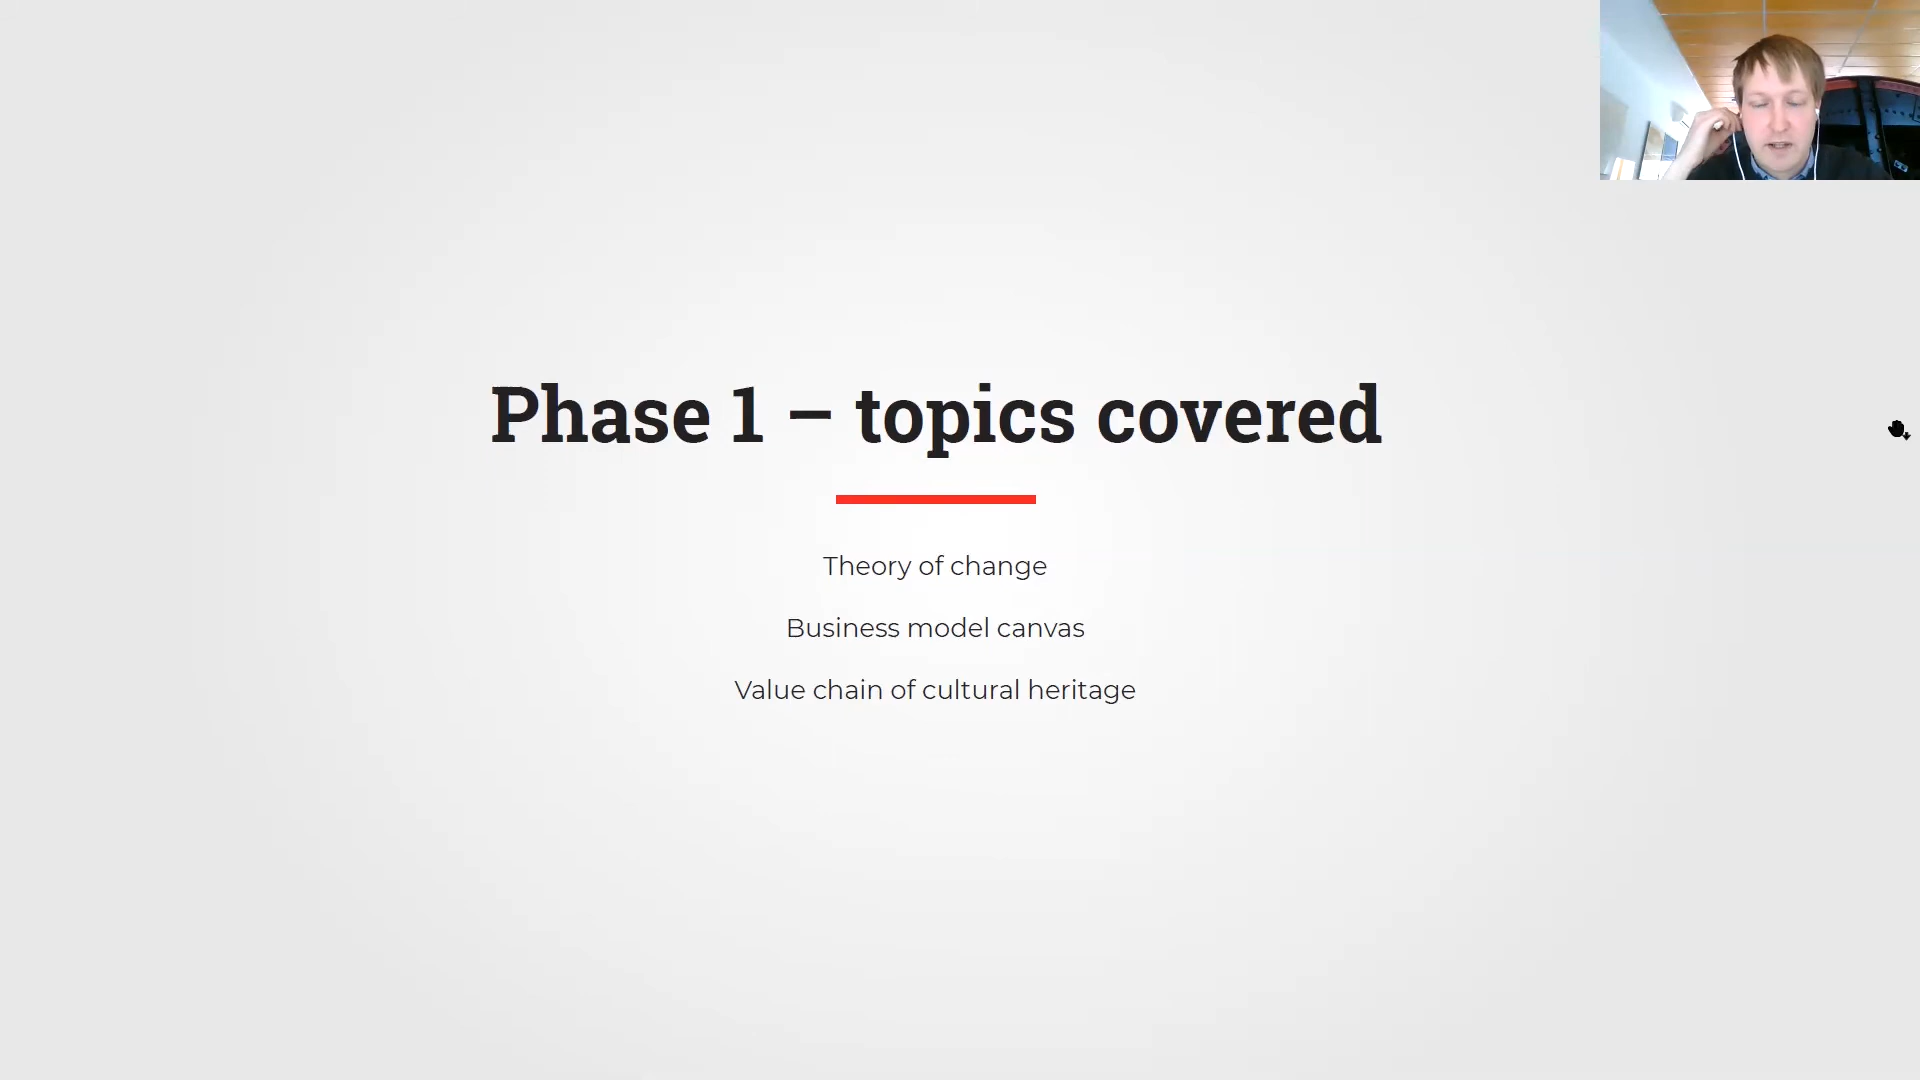 Phase 1 – topics covered
Theory of change
Business model canvas
Value chain of cultural heritage